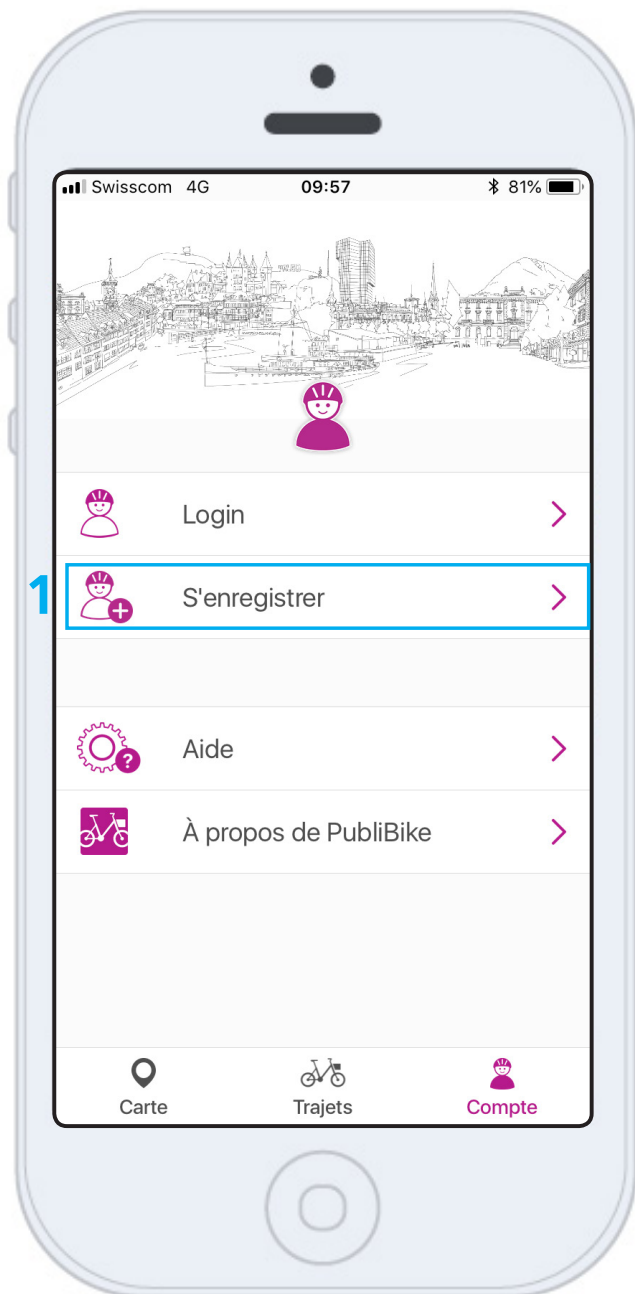 Swisscom 4G 09:57 81%
Login
1 S'enregistrer
Aide
?
À propos de PubliBike
Carte Trajets Compte